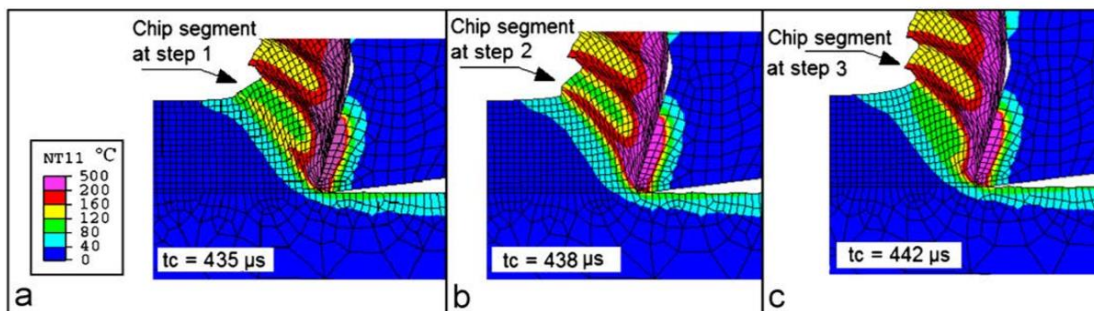 Chip segment
at step 1
NT11 °C
500
200
160
120
80
40
0
tc = 435 µs
a
Chip segment
at step 2
tc = 438 µs
b
Chip segment
at step 3
tc = 442 µs
c